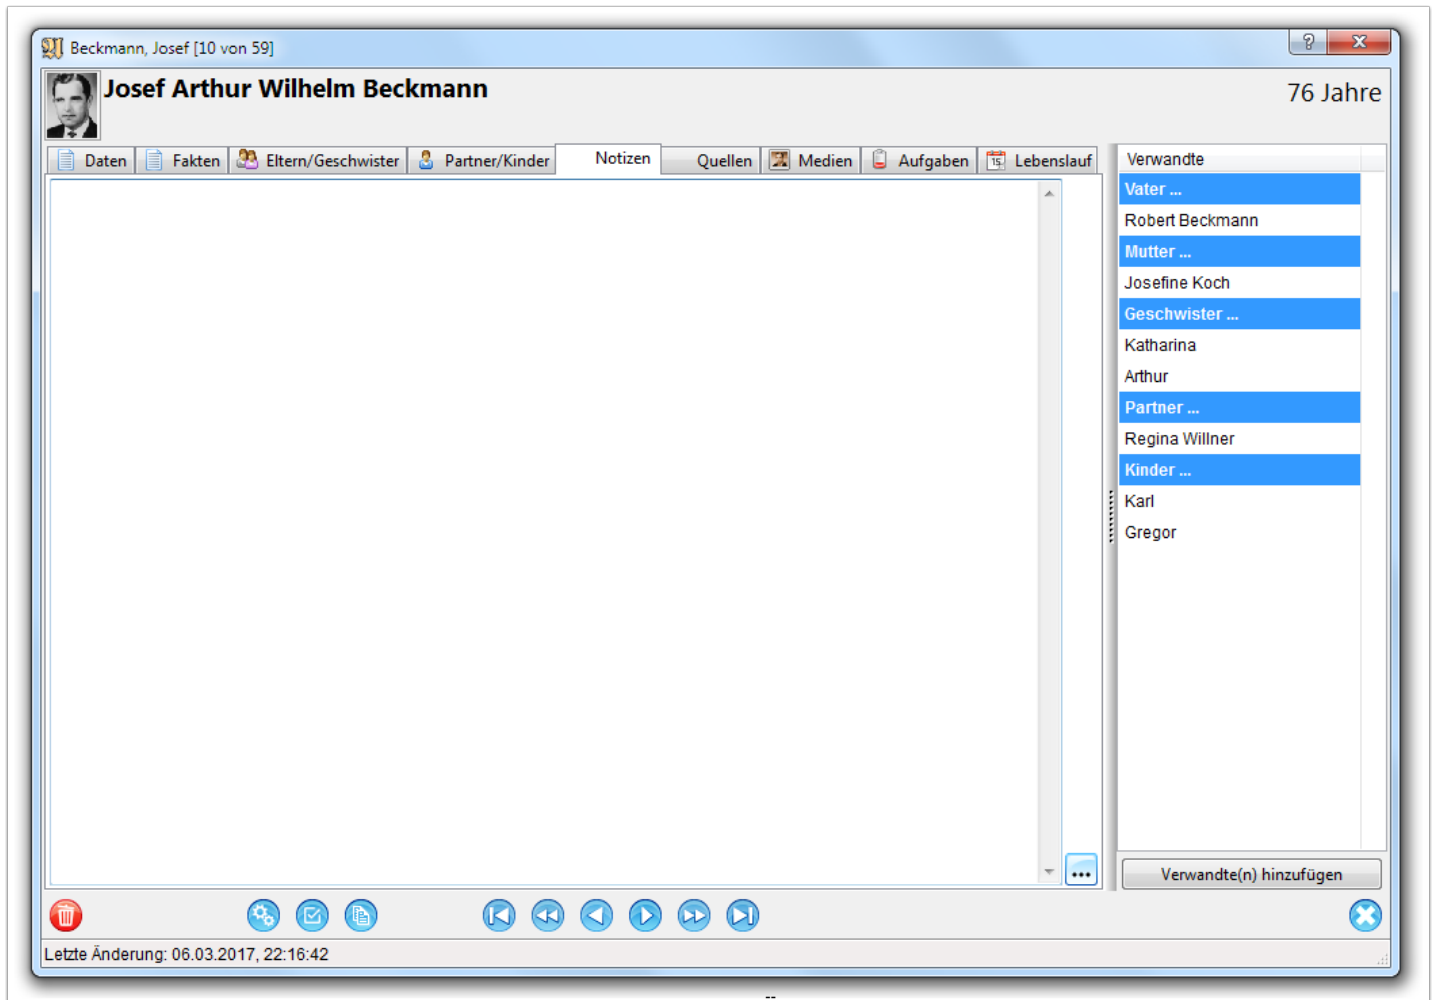 Beckmann, Josef [10 von 59]
Josef Arthur Wilhelm Beckmann
76 Jahre
Daten Fakten Eltern/Geschwister Partner/Kinder Notizen Quellen Medien Aufgaben 15 Lebenslauf
Verwandte
Vater ...
Robert Beckmann
Mutter ...
Josefine Koch
Geschwister ...
Katharina
Arthur
Partner ...
Regina Willner
Kinder ...
Karl
Gregor
...
Verwandte(n) hinzufügen
Letzte Änderung: 06.03.2017, 22:16:42
--